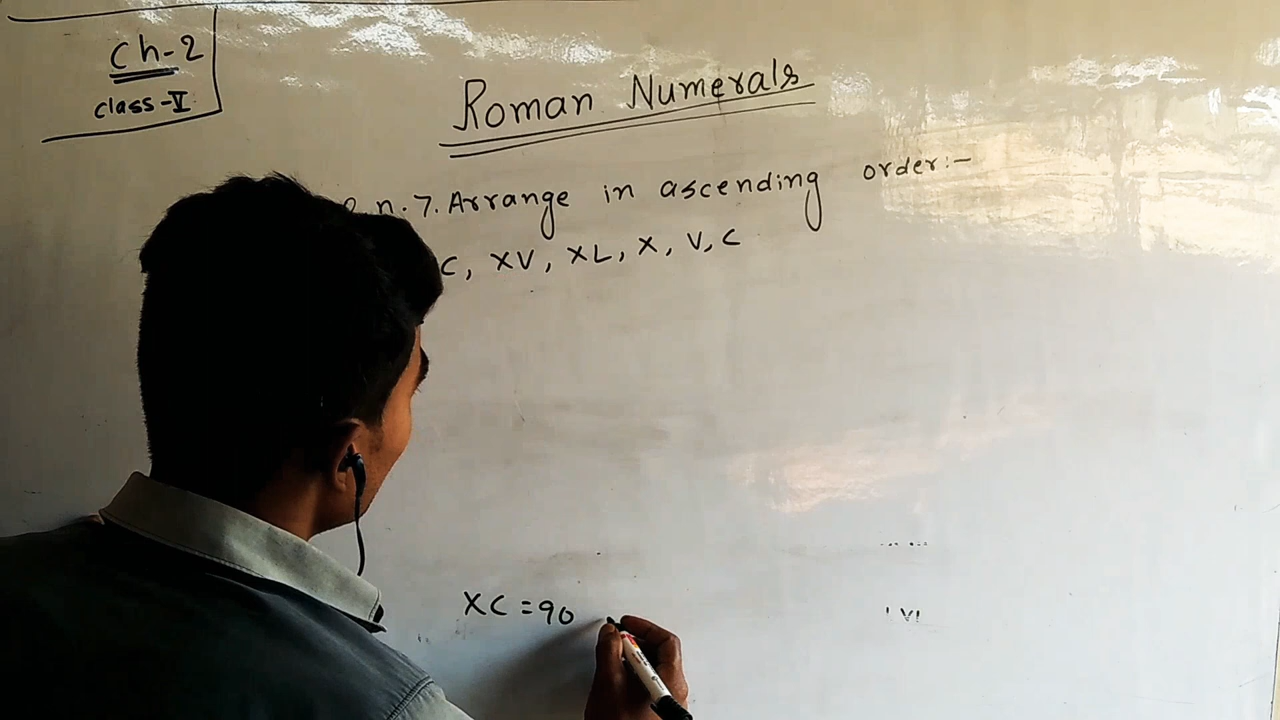 Ch-2
class-V
Roman Numerals
n.7. Arrange in ascending order:-
C, XV, XL, X, V, C
XC = 90